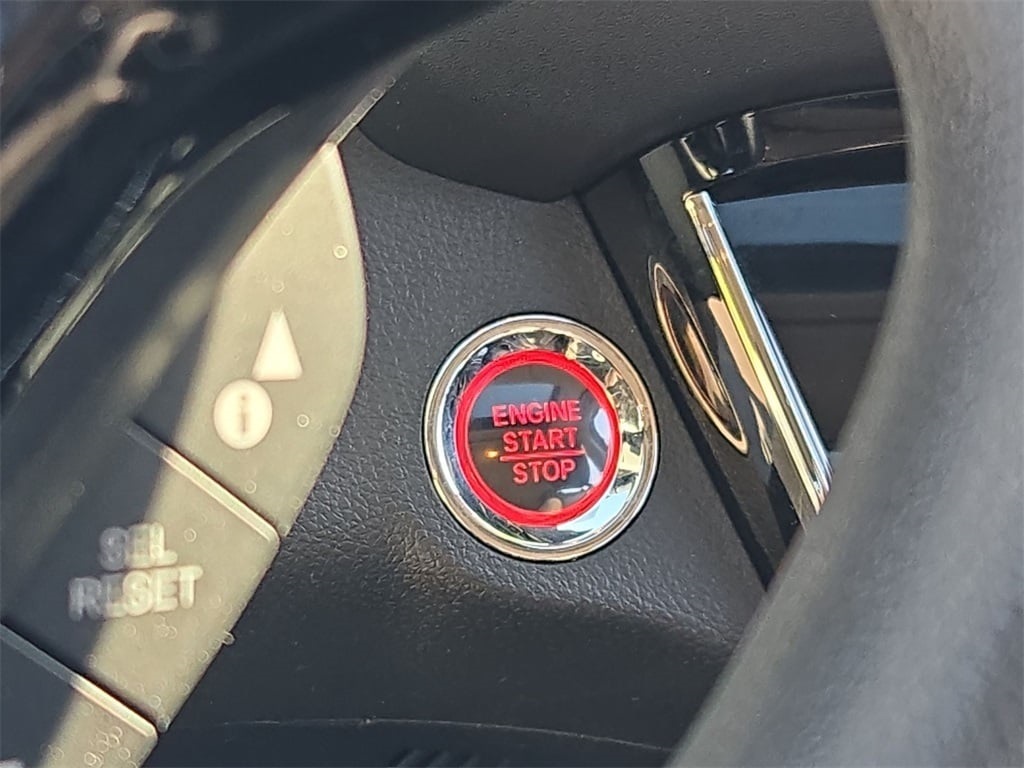 ENGINE
START
STOP
i
SEL
RESET